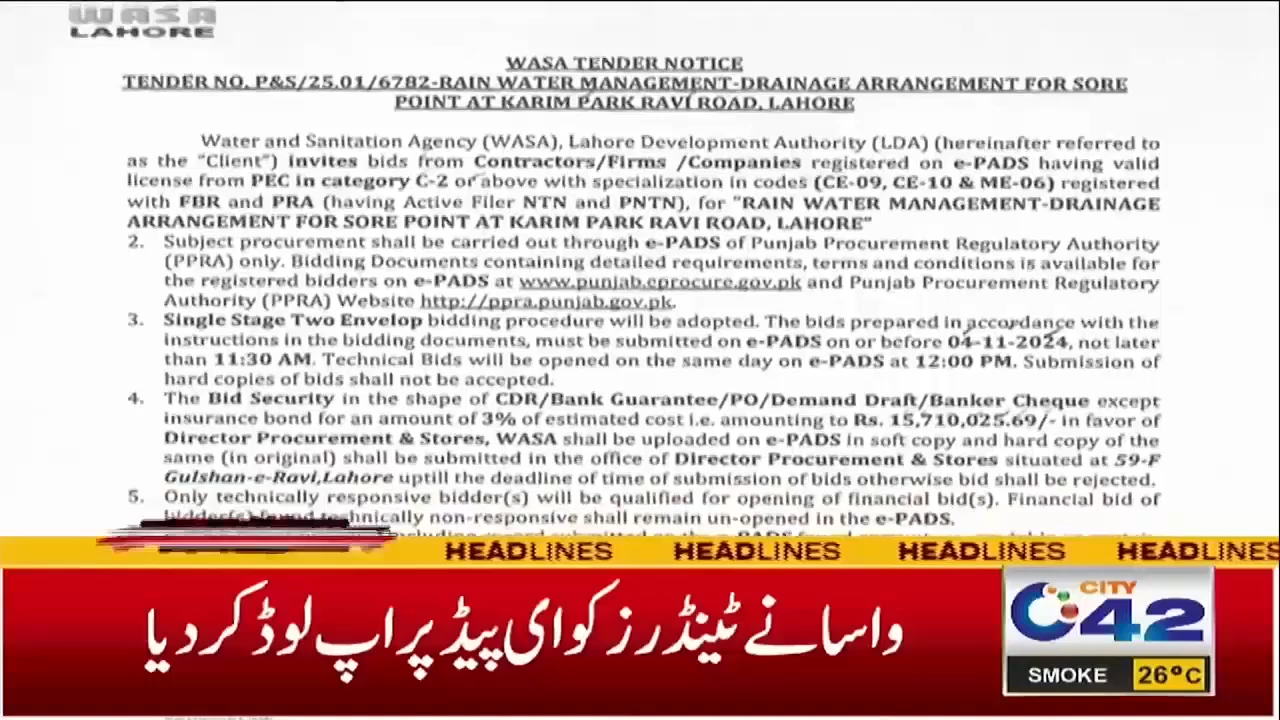 WASA
LAHORE
WASA TENDER NOTICE
TENDER NO. P&S/25.01/6782-RAIN WATER MANAGEMENT-DRAINAGE ARRANGEMENT FOR SORE
POINT AT KARIM PARK RAVI ROAD, LAHORE
Water and Sanitation Agency (WASA), Lahore Development Authority (LDA) (hereinafter referred to
as the "Client") invites bids from Contractors/Firms /Companies registered on e-PADS having valid
license from PEC in category C-2 or above with specialization in codes (CE-09, CE-10 & ME-06) registered
with FBR and PRA (having Active Filer NTN and PNTN), for "RAIN WATER MANAGEMENT-DRAINAGE
ARRANGEMENT FOR SORE POINT AT KARIM PARK RAVI ROAD, LAHORE"
2. Subject procurement shall be carried out through e-PADS of Punjab Procurement Regulatory Authority
(PPRA) only. Bidding Documents containing detailed requirements, terms and conditions is available for
the registered bidders on e-PADS at www.punjab.eprocure.gov.pk and Punjab Procurement Regulatory
Authority (PPRA) Website http://ppra.punjab.gov.pk.
3. Single Stage Two Envelop bidding procedure will be adopted. The bids prepared in accordance with the
instructions in the bidding documents, must be submitted on e-PADS on or before 04-11-2024, not later
than 11:30 AM. Technical Bids will be opened on the same day on e-PADS at 12:00 PM. Submission of
hard copies of bids shall not be accepted.
4. The Bid Security in the shape of CDR/Bank Guarantee/PO/Demand Draft/Banker Cheque except
insurance bond for an amount of 3% of estimated cost i.e. amounting to Rs. 15,710,025.69/- in favor of
Director Procurement & Stores, WASA shall be uploaded on e-PADS in soft copy and hard copy of the
same (in original) shall be submitted in the office of Director Procurement & Stores situated at 59-F
Gulshan-e-Ravi,Lahore uptill the deadline of time of submission of bids otherwise bid shall be rejected.
5. Only technically responsive bidder(s) will be qualified for opening of financial bid(s). Financial bid of
bidder(s) found technically non-responsive shall remain un-opened in the e-PADS.
HEADLINES HEADLINES HEADLINES HEADLINES
واسا نے ٹینڈرز کو ای پیڈ پر اپ لوڈ کر دیا
CITY
42
SMOKE 26°C